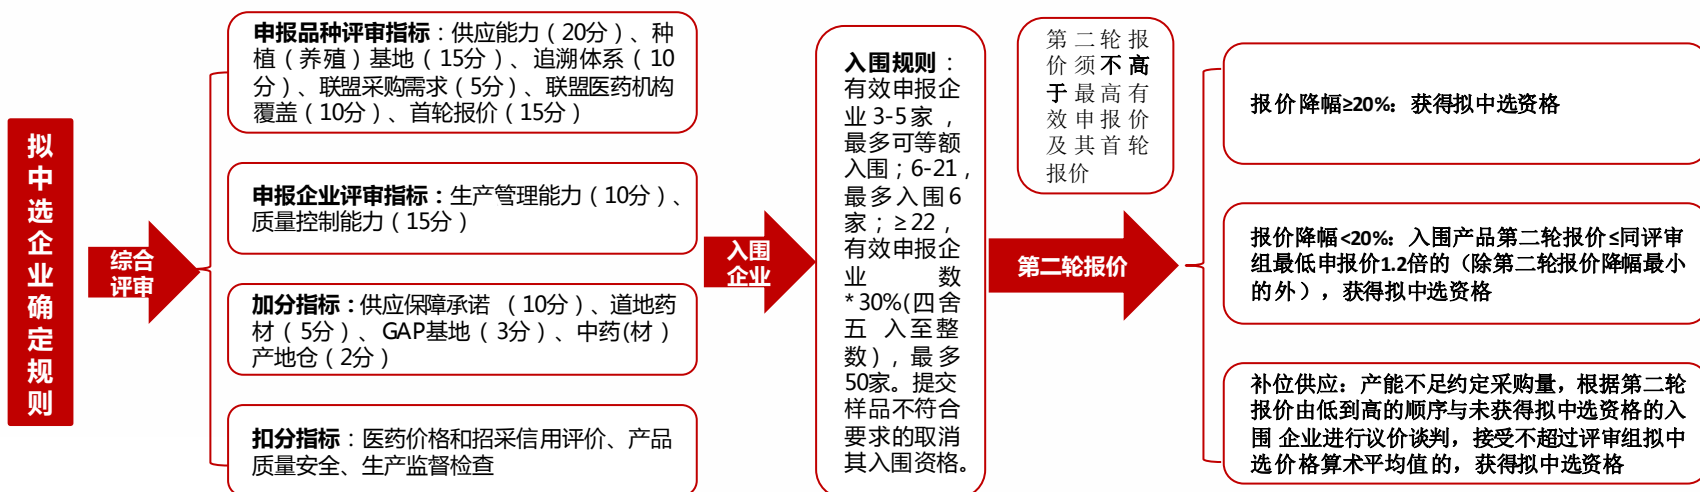 拟中选企业确定规则
综合
评审
申报品种评审指标：供应能力（20分）、种
植（养殖）基地（15分）、追溯体系（10
分）、联盟采购需求（5分）、联盟医药机构
覆盖（10分）、首轮报价（15分）
申报企业评审指标：生产管理能力（10分）、
质量控制能力（15分）
加分指标：供应保障承诺 （10分）、道地药
材（5分）、GAP基地（3分）、中药(材）
产地仓（2分）
扣分指标：医药价格和招采信用评价、产品
质量安全、生产监督检查
入围
企业
入围规则：
有效申报企
业3-5家，
最多可等额
入围；6-21，
最多入围6
家；≥22，
有效申报企
业数
*30%(四舍
五 入至整
数)，最多
50家。提交
样品不符合
要求的取消
其入围资格。
第二轮报
价须不高
于最高有
效申报价
及其首轮
报价
第二轮报价
报价降幅≥20%：获得拟中选资格
报价降幅<20%：入围产品第二轮报价≤同评审
组最低申报价1.2倍的（除第二轮报价降幅最小
的外），获得拟中选资格
补位供应：产能不足约定采购量，根据第二轮
报价由低到高的顺序与未获得拟中选资格的入
围 企业进行议价谈判，接受不超过评审组拟中
选价格算术平均值的，获得拟中选资格